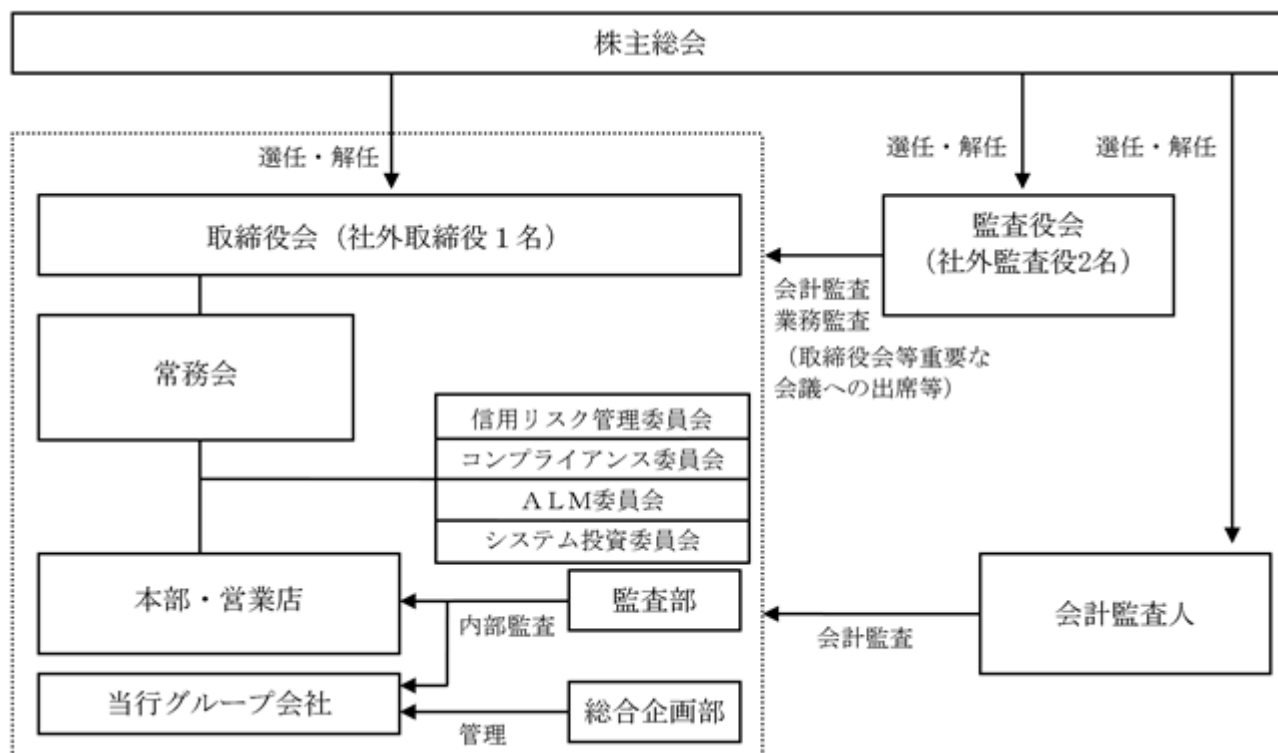 株主総会
選任・解任
選任・解任
選任・解任
取締役会（社外取締役１名）
監査役会
（社外監査役2名）
会計監査
業務監査
（取締役会等重要な
会議への出席等）
常務会
信用リスク管理委員会
コンプライアンス委員会
ＡＬＭ委員会
システム投資委員会
本部・営業店
監査部
内部監査
会計監査人
会計監査
当行グループ会社
総合企画部
管理